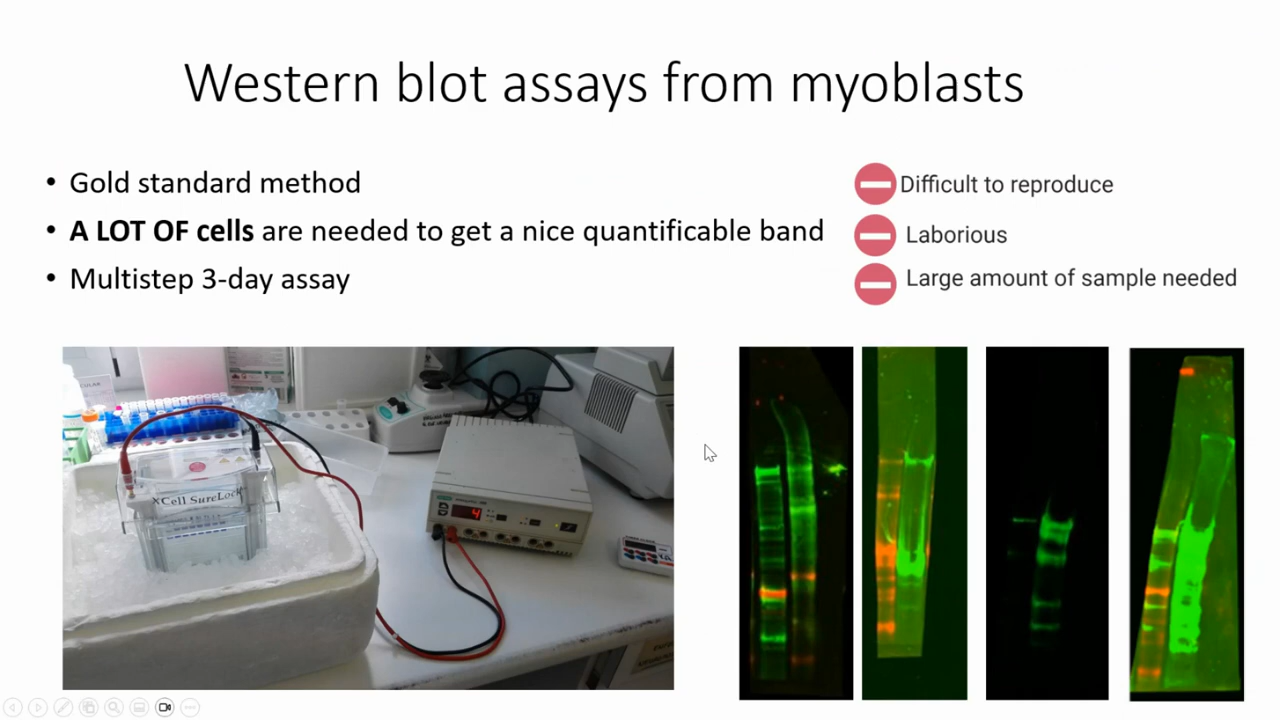 Western blot assays from myoblasts
• Gold standard method
• A LOT OF cells are needed to get a nice quantificable band
• Multistep 3-day assay
Difficult to reproduce
Laborious
Large amount of sample needed
XCell SureLock
4